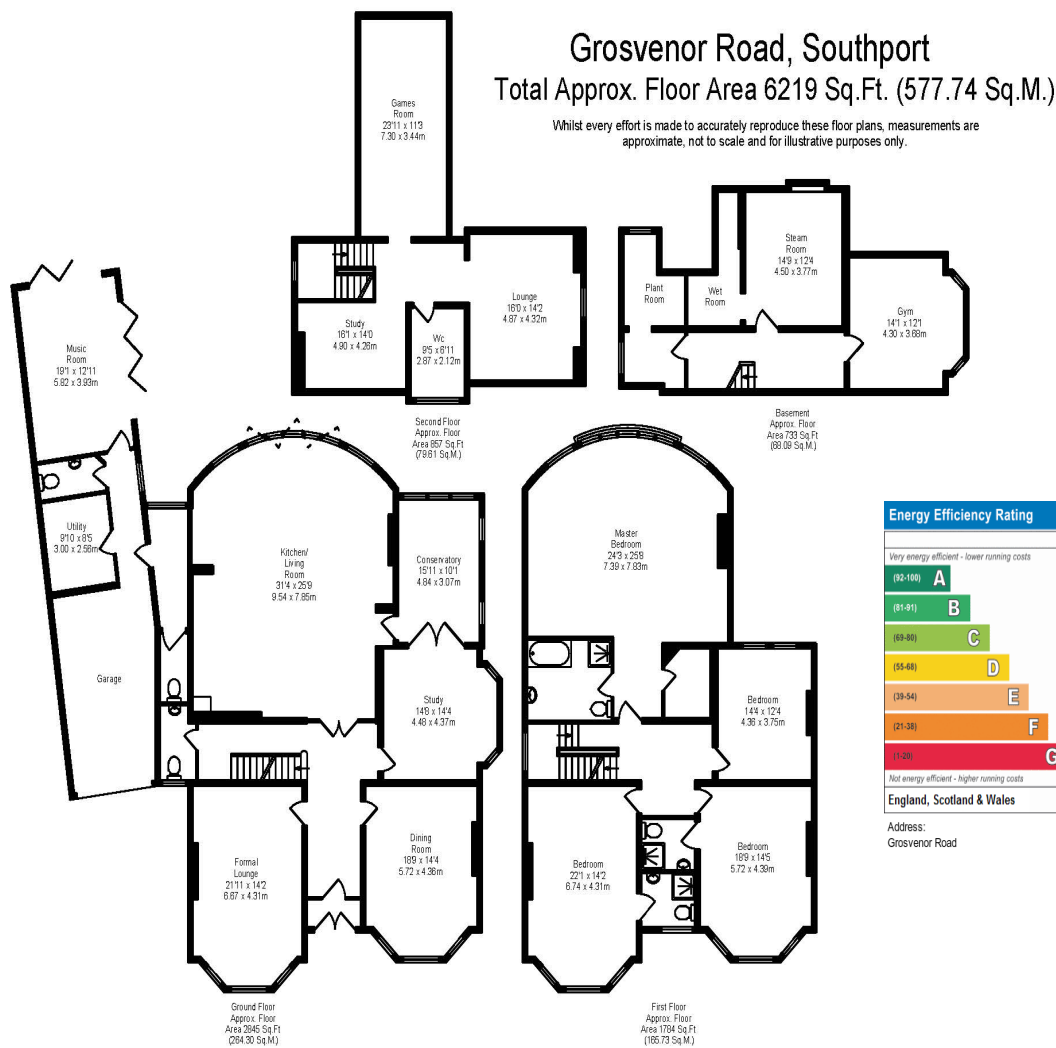 Grosvenor Road, Southport
Total Approx. Floor Area 6219 Sq.Ft. (577.74 Sq.M.)
Whilst every effort is made to accurately reproduce these floor plans, measurements are
approximate, not to scale and for illustrative purposes only.
Games
Room
23'11 x 11'3
7.30 x 3.44m
Lounge
16'0 x 14'2
4.87 x 4.32m
Study
16'1 x 14'0
4.90 x 4.26m
Wc
9'5 x 6'11
2.87 x 2.12m
Second Floor
Approx. Floor
Area 857 Sq.Ft
(79.61 Sq.M.)
Steam
Room
14'9 x 12'4
4.50 x 3.77m
Plant
Room
Wet
Room
Gym
14'1 x 12'1
4.30 x 3.68m
Basement
Approx. Floor
Area 733 Sq.Ft
(68.09 Sq.M.)
Music
Room
19'1 x 12'11
5.82 x 3.93m
Utility
9'10 x 8'5
3.00 x 2.56m
Garage
Kitchen/
Living
Room
31'4 x 25'9
9.54 x 7.85m
Conservatory
15'11 x 10'1
4.84 x 3.07m
Study
14'8 x 14'4
4.48 x 4.37m
Formal
Lounge
21'11 x 14'2
6.67 x 4.31m
Dining
Room
18'9 x 14'4
5.72 x 4.36m
Ground Floor
Approx. Floor
Area 2845 Sq.Ft
(264.30 Sq.M.)
Master
Bedroom
24'3 x 25'8
7.39 x 7.83m
Bedroom
14'4 x 12'4
4.36 x 3.75m
Bedroom
22'1 x 14'2
6.74 x 4.31m
Bedroom
18'9 x 14'5
5.72 x 4.39m
First Floor
Approx. Floor
Area 1784 Sq.Ft
(165.73 Sq.M.)
Energy Efficiency Rating
Very energy efficient - lower running costs
(92-100) A
(81-91) B
(69-80) C
(55-68) D
(39-54) E
(21-38) F
(1-20) G
Not energy efficient - higher running costs
England, Scotland & Wales
Address:
Grosvenor Road